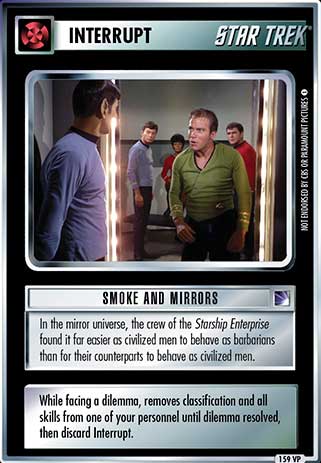 INTERRUPT STAR TREK
NOT ENDORSED BY CBS OR PARAMOUNT PICTURES
SMOKE AND MIRRORS
In the mirror universe, the crew of the Starship Enterprise
found it far easier as civilized men to behave as barbarians
than for their counterparts to behave as civilized men.
While facing a dilemma, removes classification and all
skills from one of your personnel until dilemma resolved,
then discard Interrupt.
159 VP